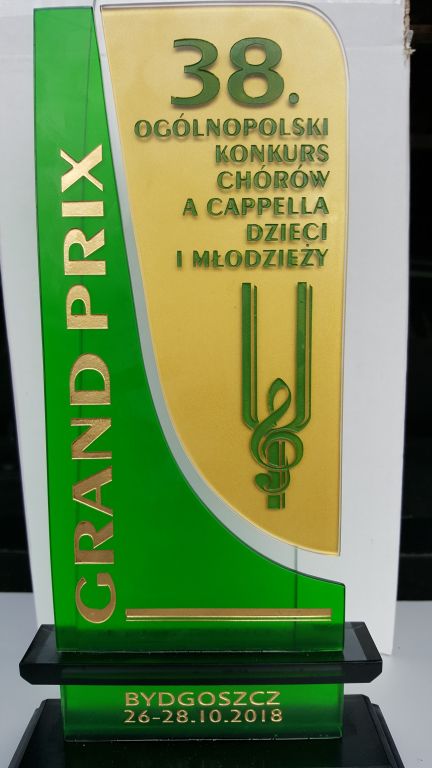 GRAND PRIX
38.
OGÓLNOPOLSKI
KONKURS
CHÓRÓW
A CAPPELLA
DZIECI
I MŁODZIEŻY
BYDGOSZCZ
26-28.10.2018